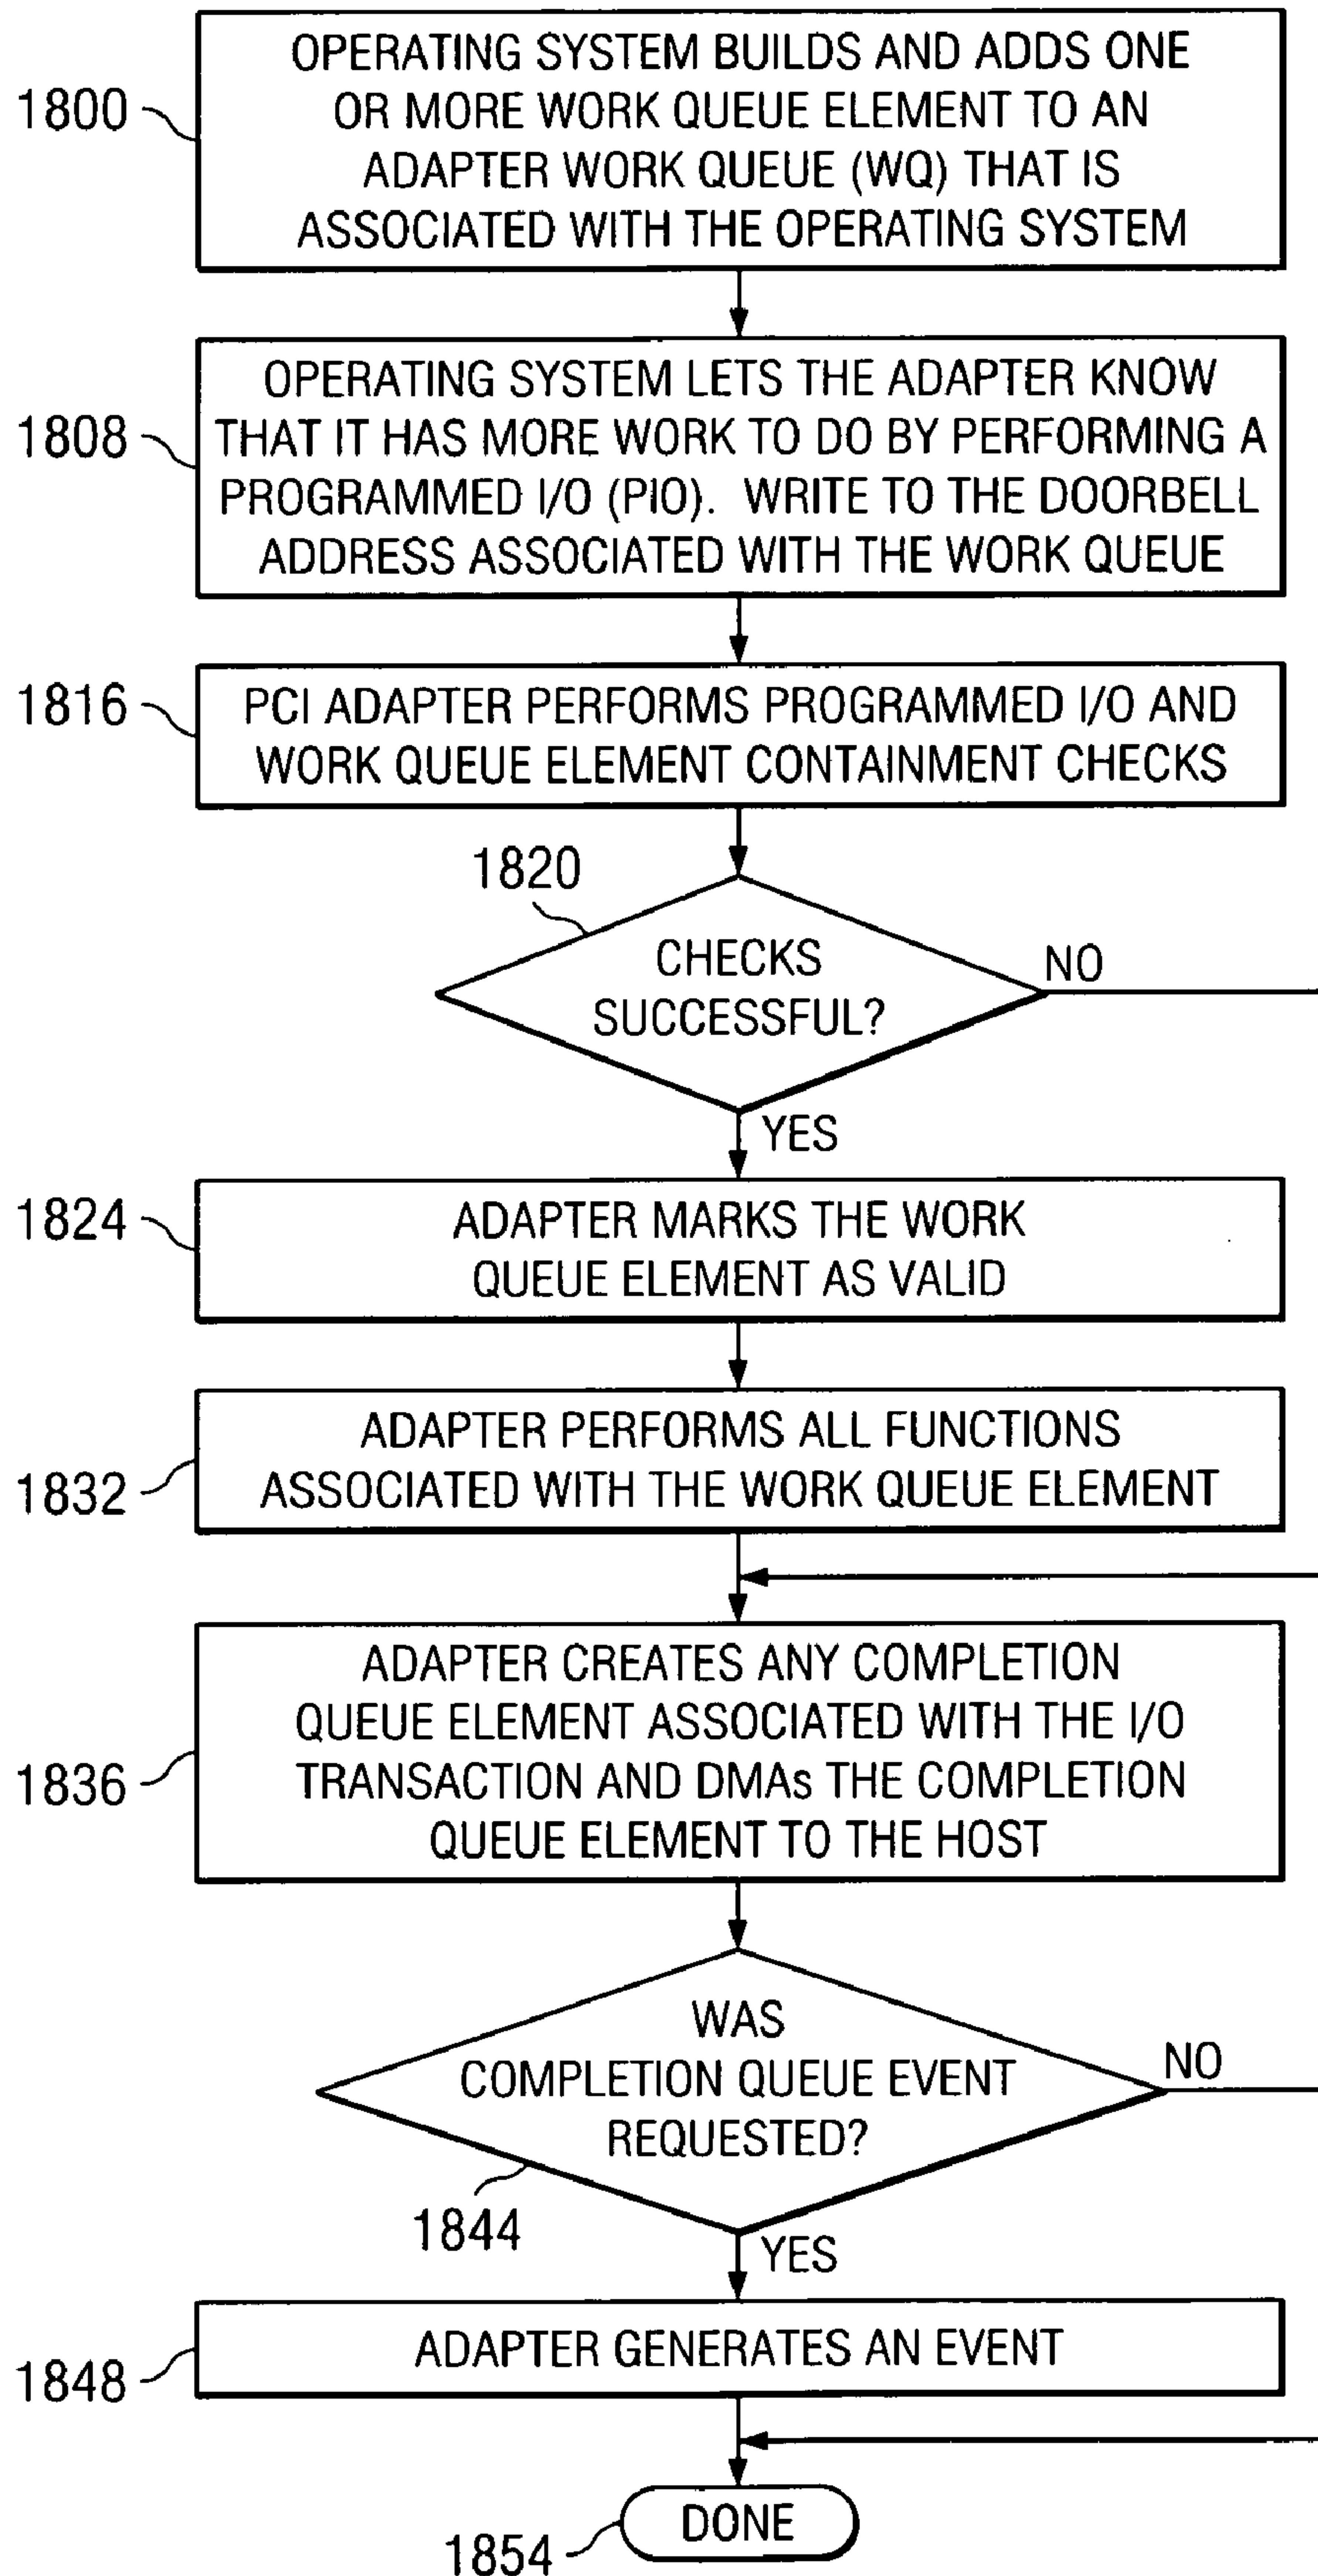 OPERATING SYSTEM BUILDS AND ADDS ONE
OR MORE WORK QUEUE ELEMENT TO AN
1800
ADAPTER WORK QUEUE (WQ) THAT IS
ASSOCIATED WITH THE OPERATING SYSTEM
OPERATING SYSTEM LETS THE ADAPTER KNOW
1808
THAT IT HAS MORE WORK TO DO BY PERFORMING A
PROGRAMMED I/O (PIO). WRITE TO THE DOORBELL
ADDRESS ASSOCIATED WITH THE WORK QUEUE
1816
PCI ADAPTER PERFORMS PROGRAMMED I/O AND
WORK QUEUE ELEMENT CONTAINMENT CHECKS
1820
CHECKS
SUCCESSFUL?
NO
YES
1824
ADAPTER MARKS THE WORK
QUEUE ELEMENT AS VALID
ADAPTER PERFORMS ALL FUNCTIONS
ASSOCIATED WITH THE WORK QUEUE ELEMENT
1832
ADAPTER CREATES ANY COMPLETION
QUEUE ELEMENT ASSOCIATED WITH THE I/O
TRANSACTION AND DMAs THE COMPLETION
QUEUE ELEMENT TO THE HOST
1836
WAS
COMPLETION QUEUE EVENT
REQUESTED?
NO
1844
YES
ADAPTER GENERATES AN EVENT
1848
DONE
1854